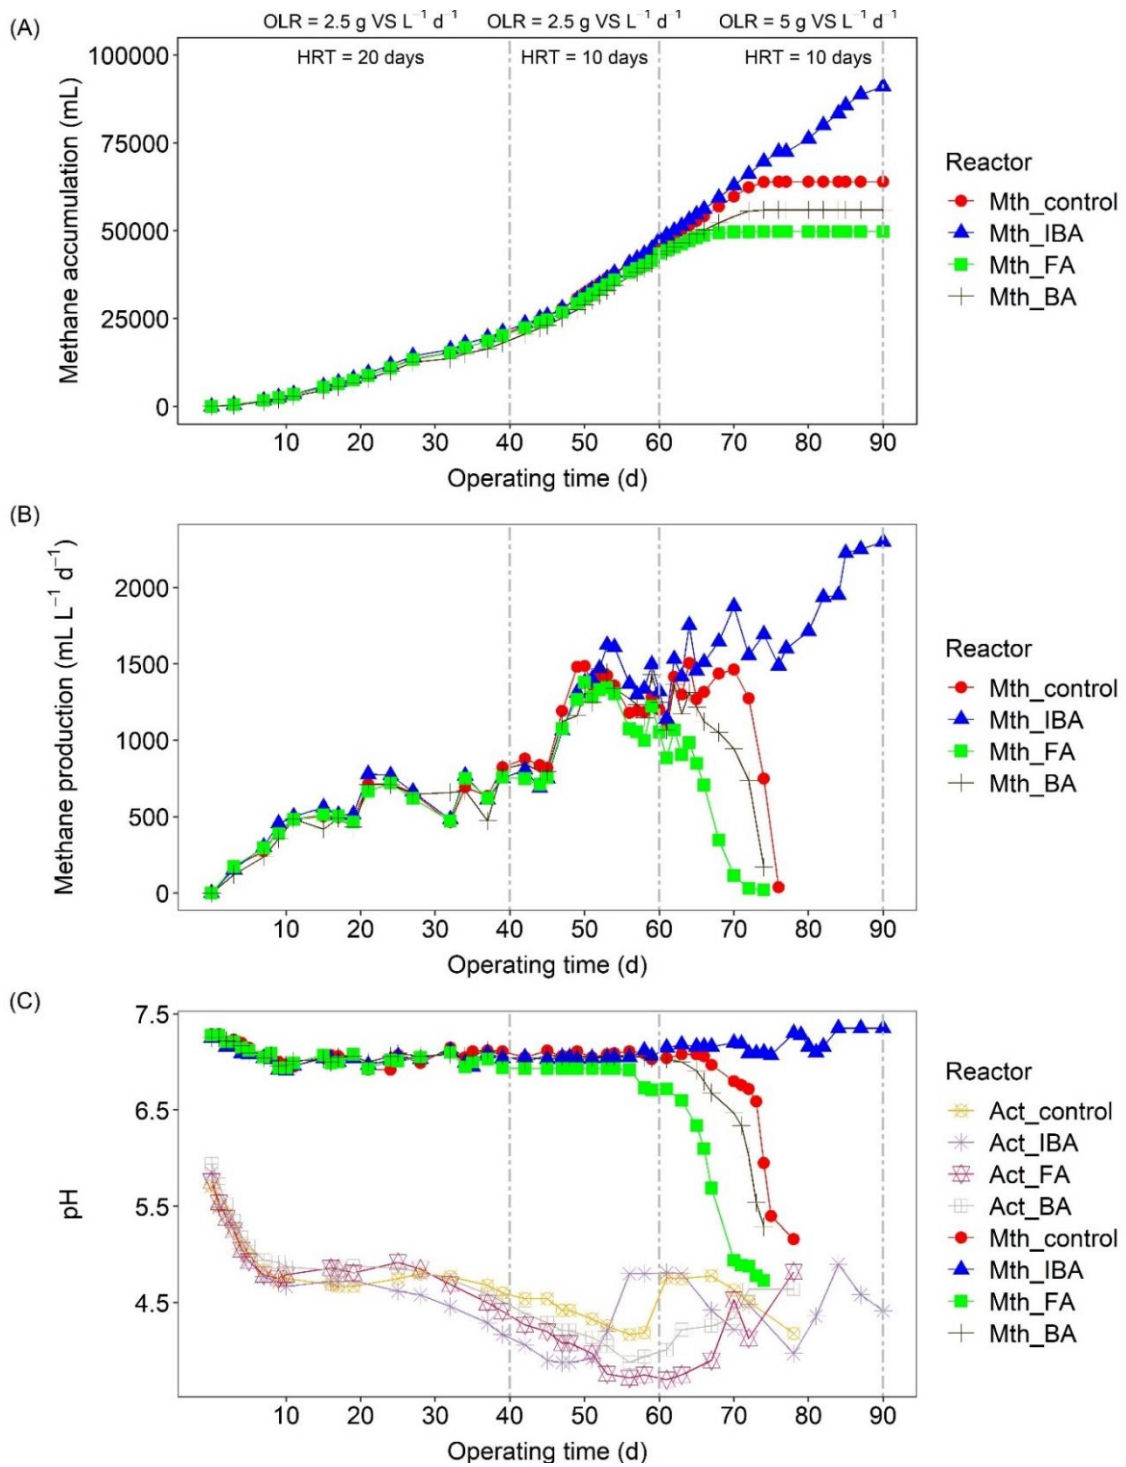 (A)
OLR = 2.5 g VS L⁻¹ d⁻¹ OLR = 2.5 g VS L⁻¹ d⁻¹ OLR = 5 g VS L⁻¹ d⁻¹
HRT = 20 days HRT = 10 days HRT = 10 days
Methane accumulation (mL)
100000
75000
50000
25000
0
10 20 30 40 50 60 70 80 90
Operating time (d)
Reactor
Mth_control
Mth_IBA
Mth_FA
Mth_BA
(B)
Methane production (mL L⁻¹ d⁻¹)
2000
1500
1000
500
0
10 20 30 40 50 60 70 80 90
Operating time (d)
Reactor
Mth_control
Mth_IBA
Mth_FA
Mth_BA
(C)
pH
7.5
6.5
5.5
4.5
10 20 30 40 50 60 70 80 90
Operating time (d)
Reactor
Act_control
Act_IBA
Act_FA
Act_BA
Mth_control
Mth_IBA
Mth_FA
Mth_BA